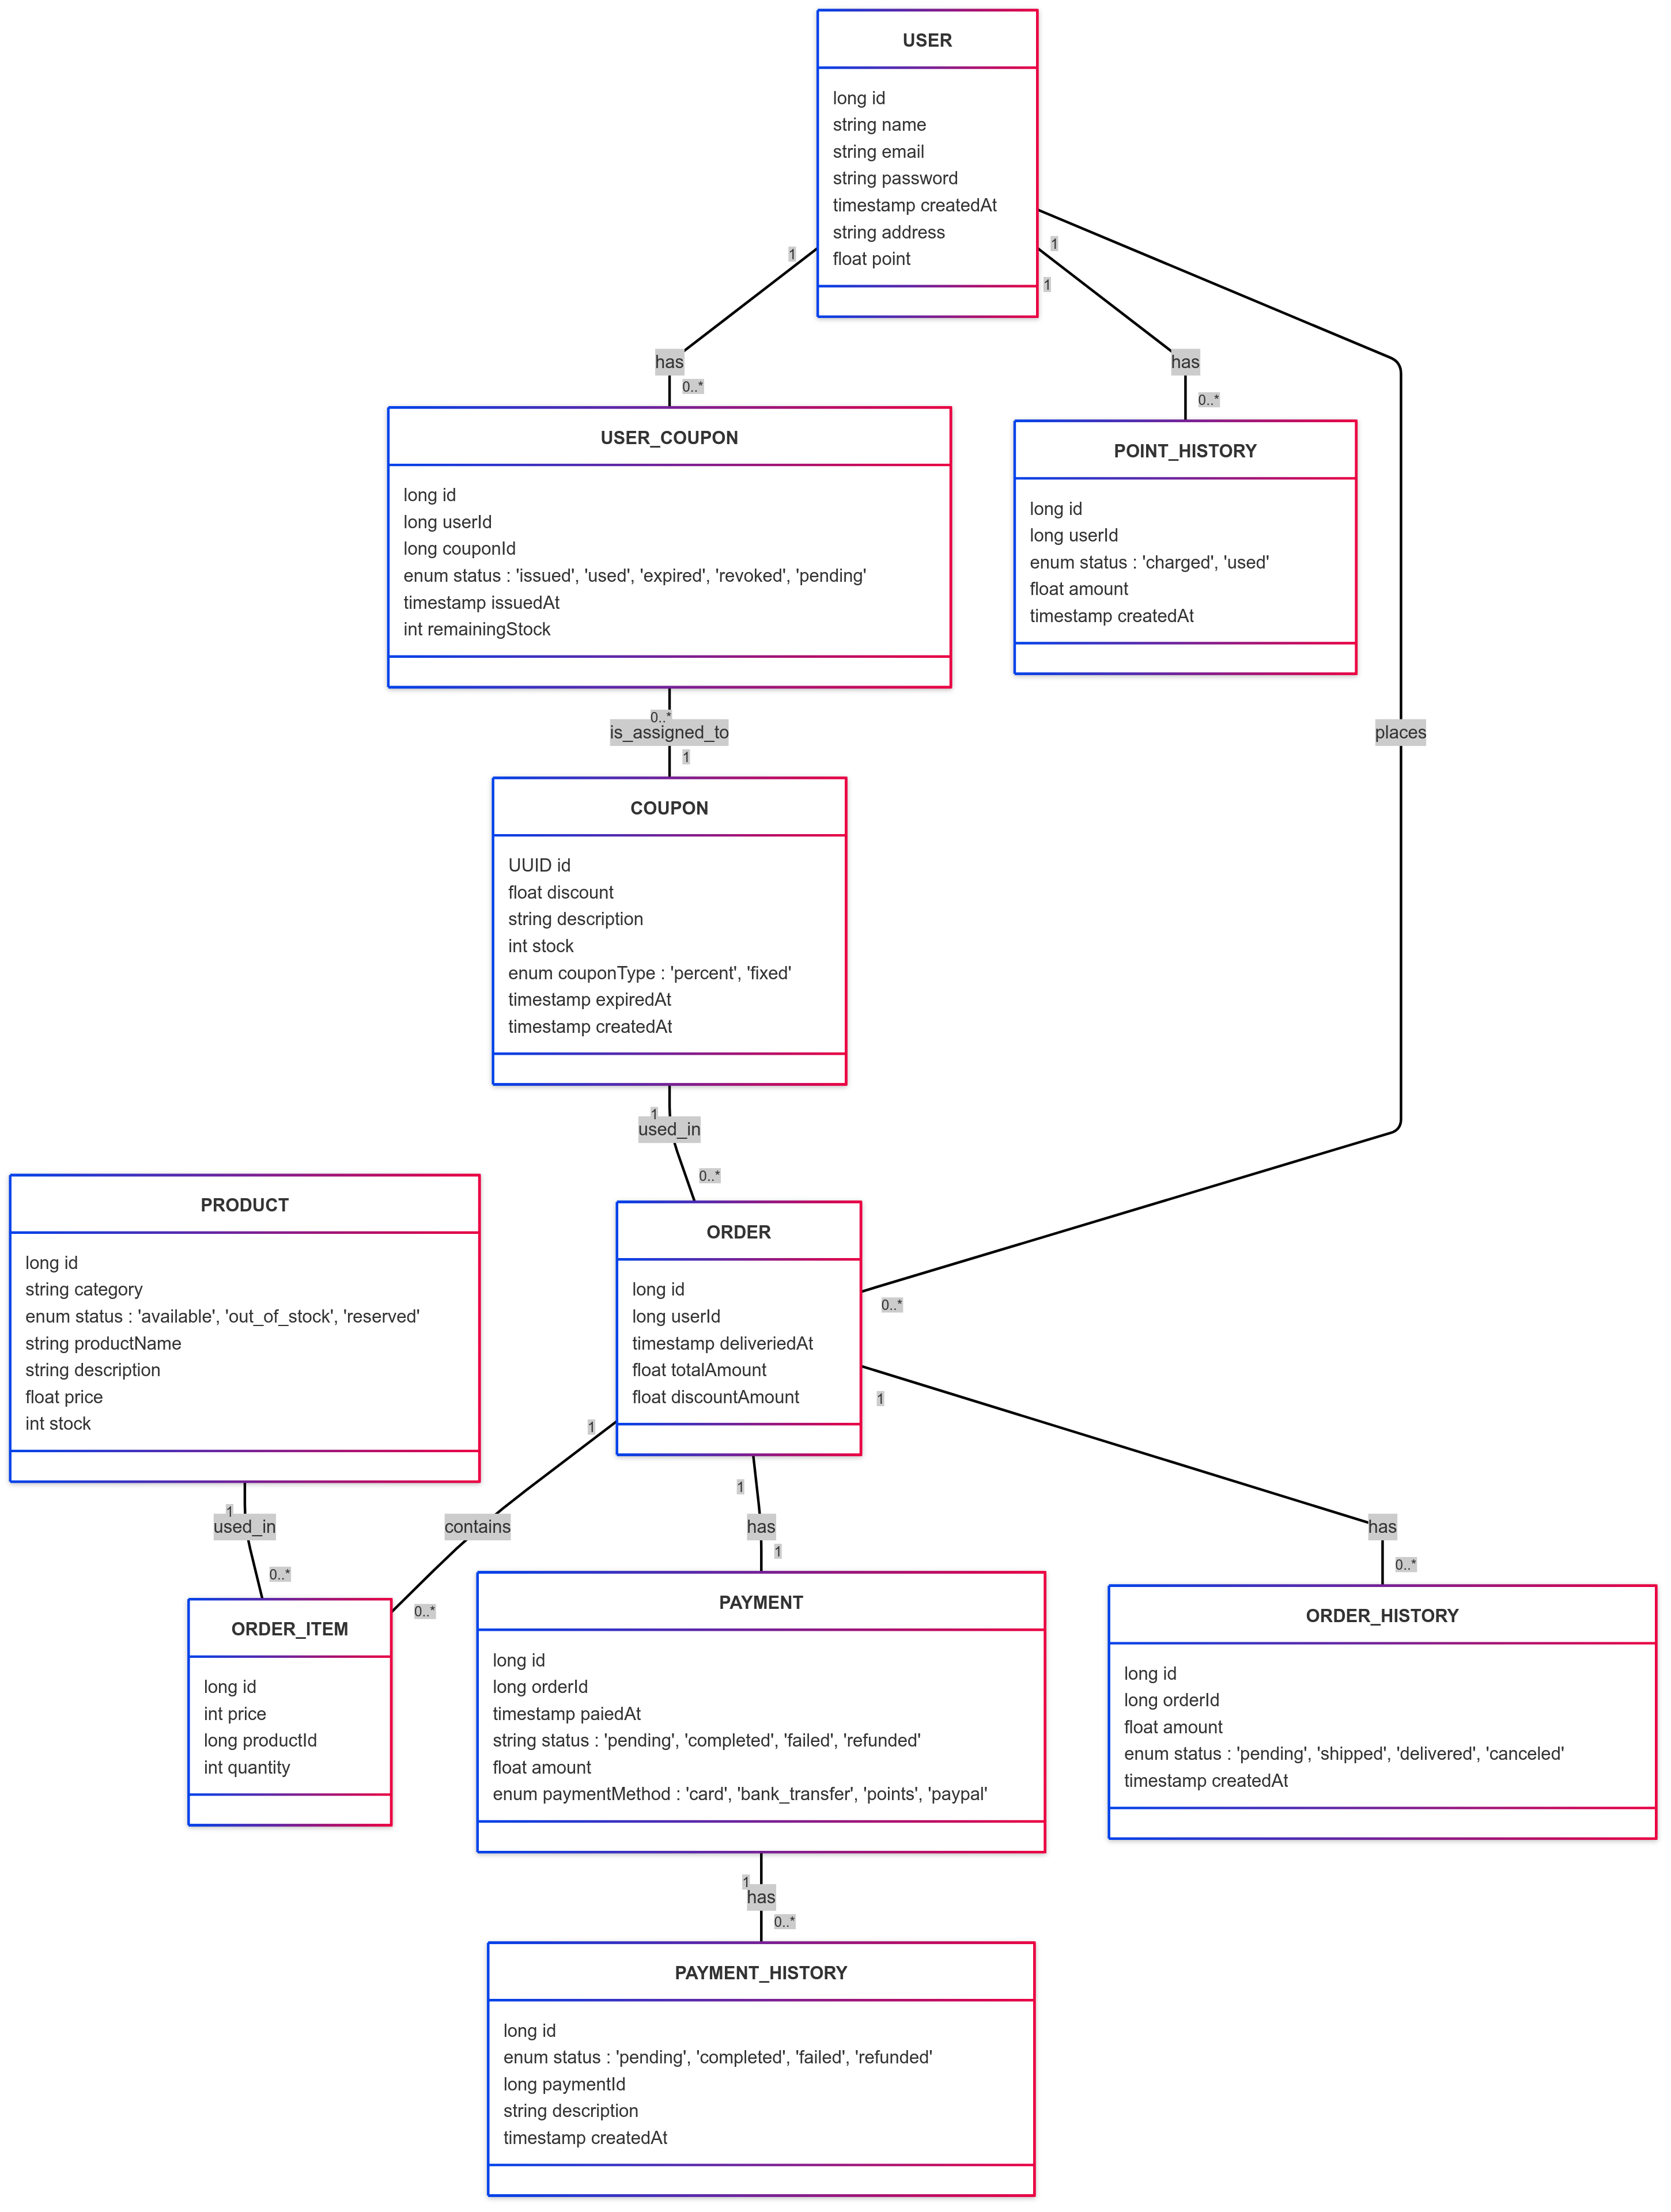 USER
long id
string name
string email
string password
timestamp createdAt
string address
float point
1
1
1
has
0..*
has
0..*
places
USER_COUPON
long id
long userId
long couponId
enum status : 'issued', 'used', 'expired', 'revoked', 'pending'
timestamp issuedAt
int remainingStock
POINT_HISTORY
long id
long userId
enum status : 'charged', 'used'
float amount
timestamp createdAt
0..*
is_assigned_to
1
COUPON
UUID id
float discount
string description
int stock
enum couponType : 'percent', 'fixed'
timestamp expiredAt
timestamp createdAt
1
used_in
0..*
PRODUCT
long id
string category
enum status : 'available', 'out_of_stock', 'reserved'
string productName
string description
float price
int stock
ORDER
long id
long userId
timestamp deliveriedAt
float totalAmount
float discountAmount
0..*
1
1
1
1
used_in
0..*
contains
0..*
has
1
has
0..*
ORDER_ITEM
long id
int price
long productId
int quantity
PAYMENT
long id
long orderId
timestamp paiedAt
string status : 'pending', 'completed', 'failed', 'refunded'
float amount
enum paymentMethod : 'card', 'bank_transfer', 'points', 'paypal'
ORDER_HISTORY
long id
long orderId
float amount
enum status : 'pending', 'shipped', 'delivered', 'canceled'
timestamp createdAt
1
has
0..*
PAYMENT_HISTORY
long id
enum status : 'pending', 'completed', 'failed', 'refunded'
long paymentId
string description
timestamp createdAt